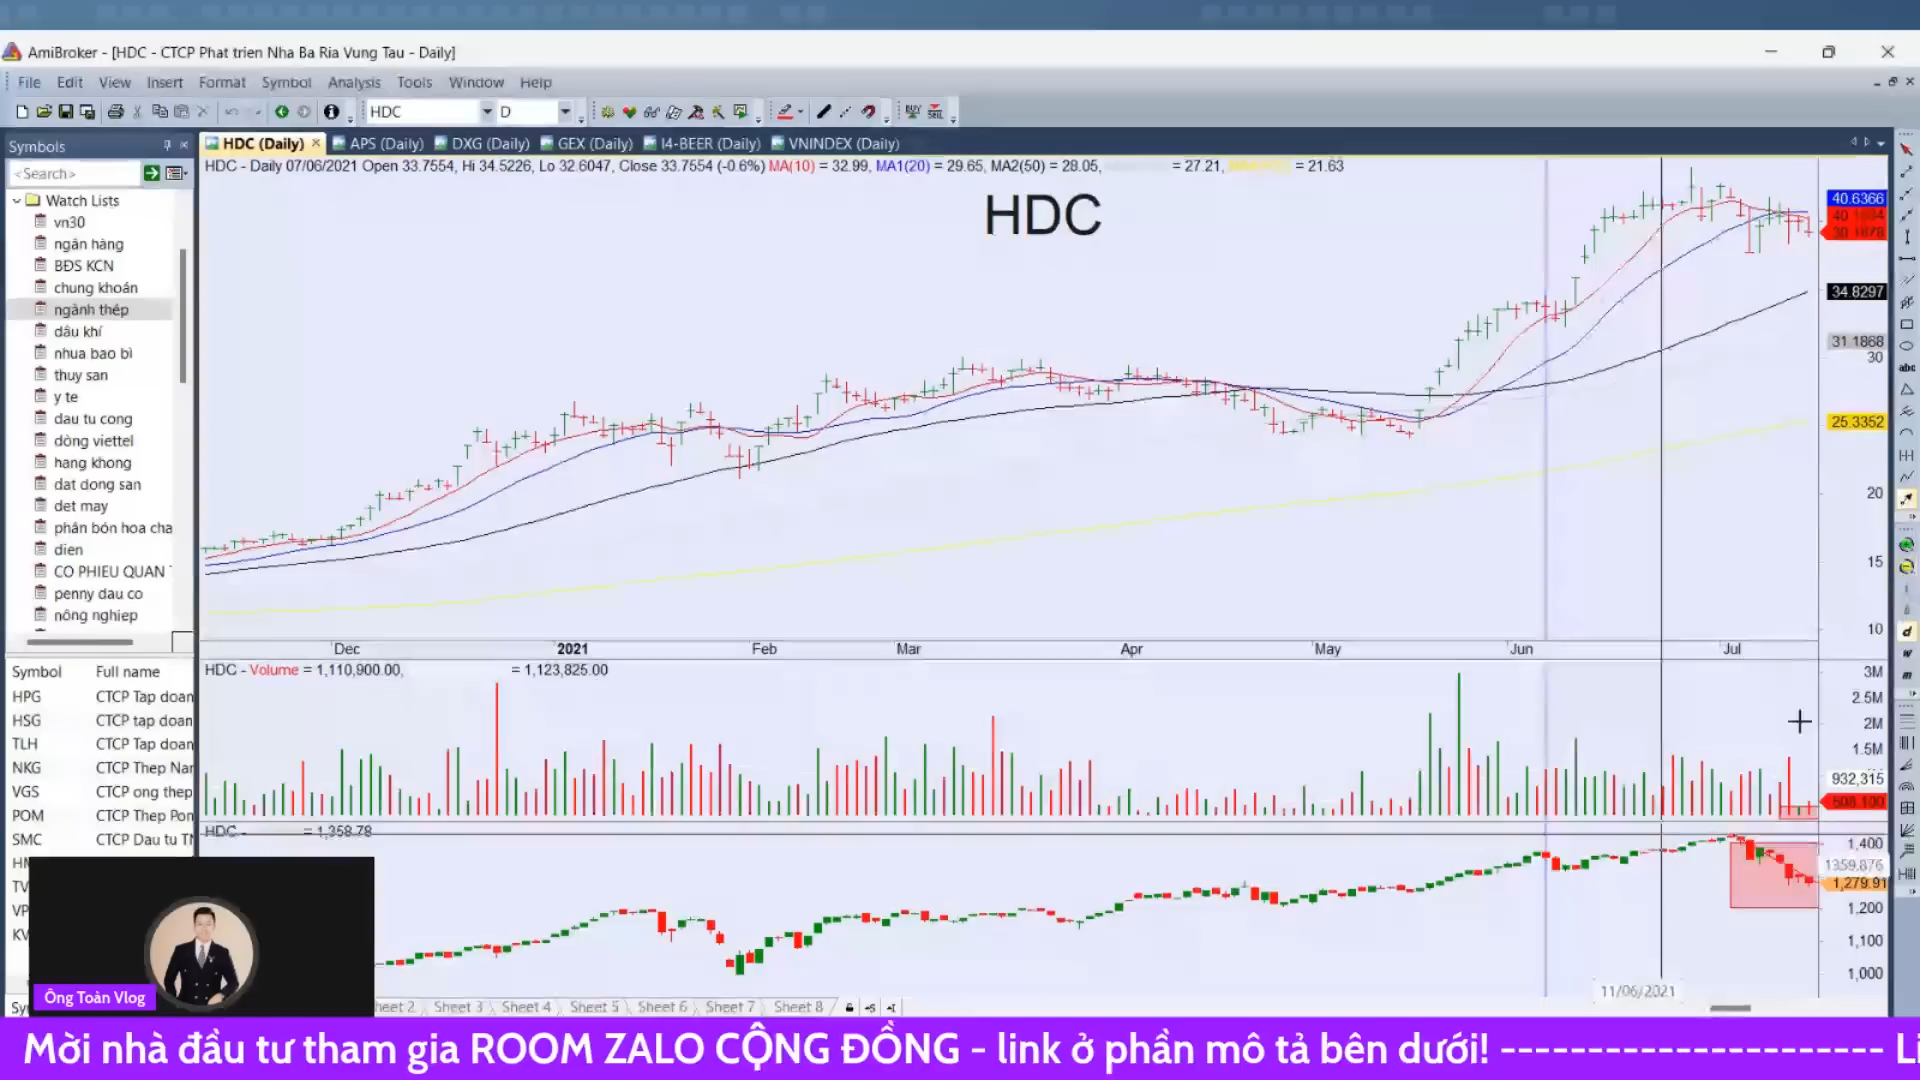 AmiBroker - [HDC - CTCP Phat trien Nha Ba Ria Vung Tau - Daily]
File Edit View Insert Format Symbol Analysis Tools Window Help
HDC D
Symbols
HDC (Daily) APS (Daily) DXG (Daily) GEX (Daily) I4-BEER (Daily) VNINDEX (Daily)
HDC - Daily 07/06/2021 Open 33.7554, Hi 34.5226, Lo 32.6047, Close 33.7554 (-0.6%) MA(10) = 32.99, MA1(20) = 29.65, MA2(50) = 28.05, = 27.21, = 21.63
<Search>
Watch Lists
vn30
ngân hàng
BĐS KCN
chung khoán
ngành thép
dầu khí
nhua bao bì
thuy san
y te
dau tu cong
dòng viettel
hang khong
dat dong san
det may
phân bón hoa cha
dien
CO PHIEU QUAN
penny dau co
nông nghiep
HDC
40.6366
34.8297
31.1868
30
25.3352
20
15
10
Dec 2021 Feb Mar Apr May Jun Jul
Symbol Full name
HPG CTCP Tap doan
HSG CTCP tap doan
TLH CTCP Tap doan
NKG CTCP Thep Nar
VGS CTCP ong thep
POM CTCP Thep Pon
SMC CTCP Dau tu TN
HDC - Volume = 1,110,900.00, = 1,123,825.00
3M
2.5M
2M
1.5M
932,315
508,100
HDC - = 1,358.78
1,400
1359.876
1,279.91
1,200
1,100
1,000
11/06/2021
Sheet 3 Sheet 4 Sheet 5 Sheet 6 Sheet 7 Sheet 8
Ông Toàn Vlog
Mời nhà đầu tư tham gia ROOM ZALO CỘNG ĐỒNG - link ở phần mô tả bên dưới! ---------------------- Li